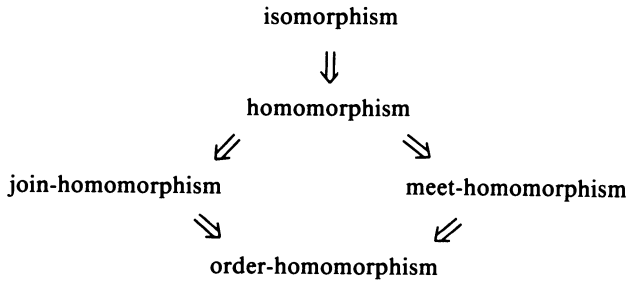 isomorphism
⇓
homomorphism
⇙ ⇘
join-homomorphism meet-homomorphism
⇘ ⇙
order-homomorphism